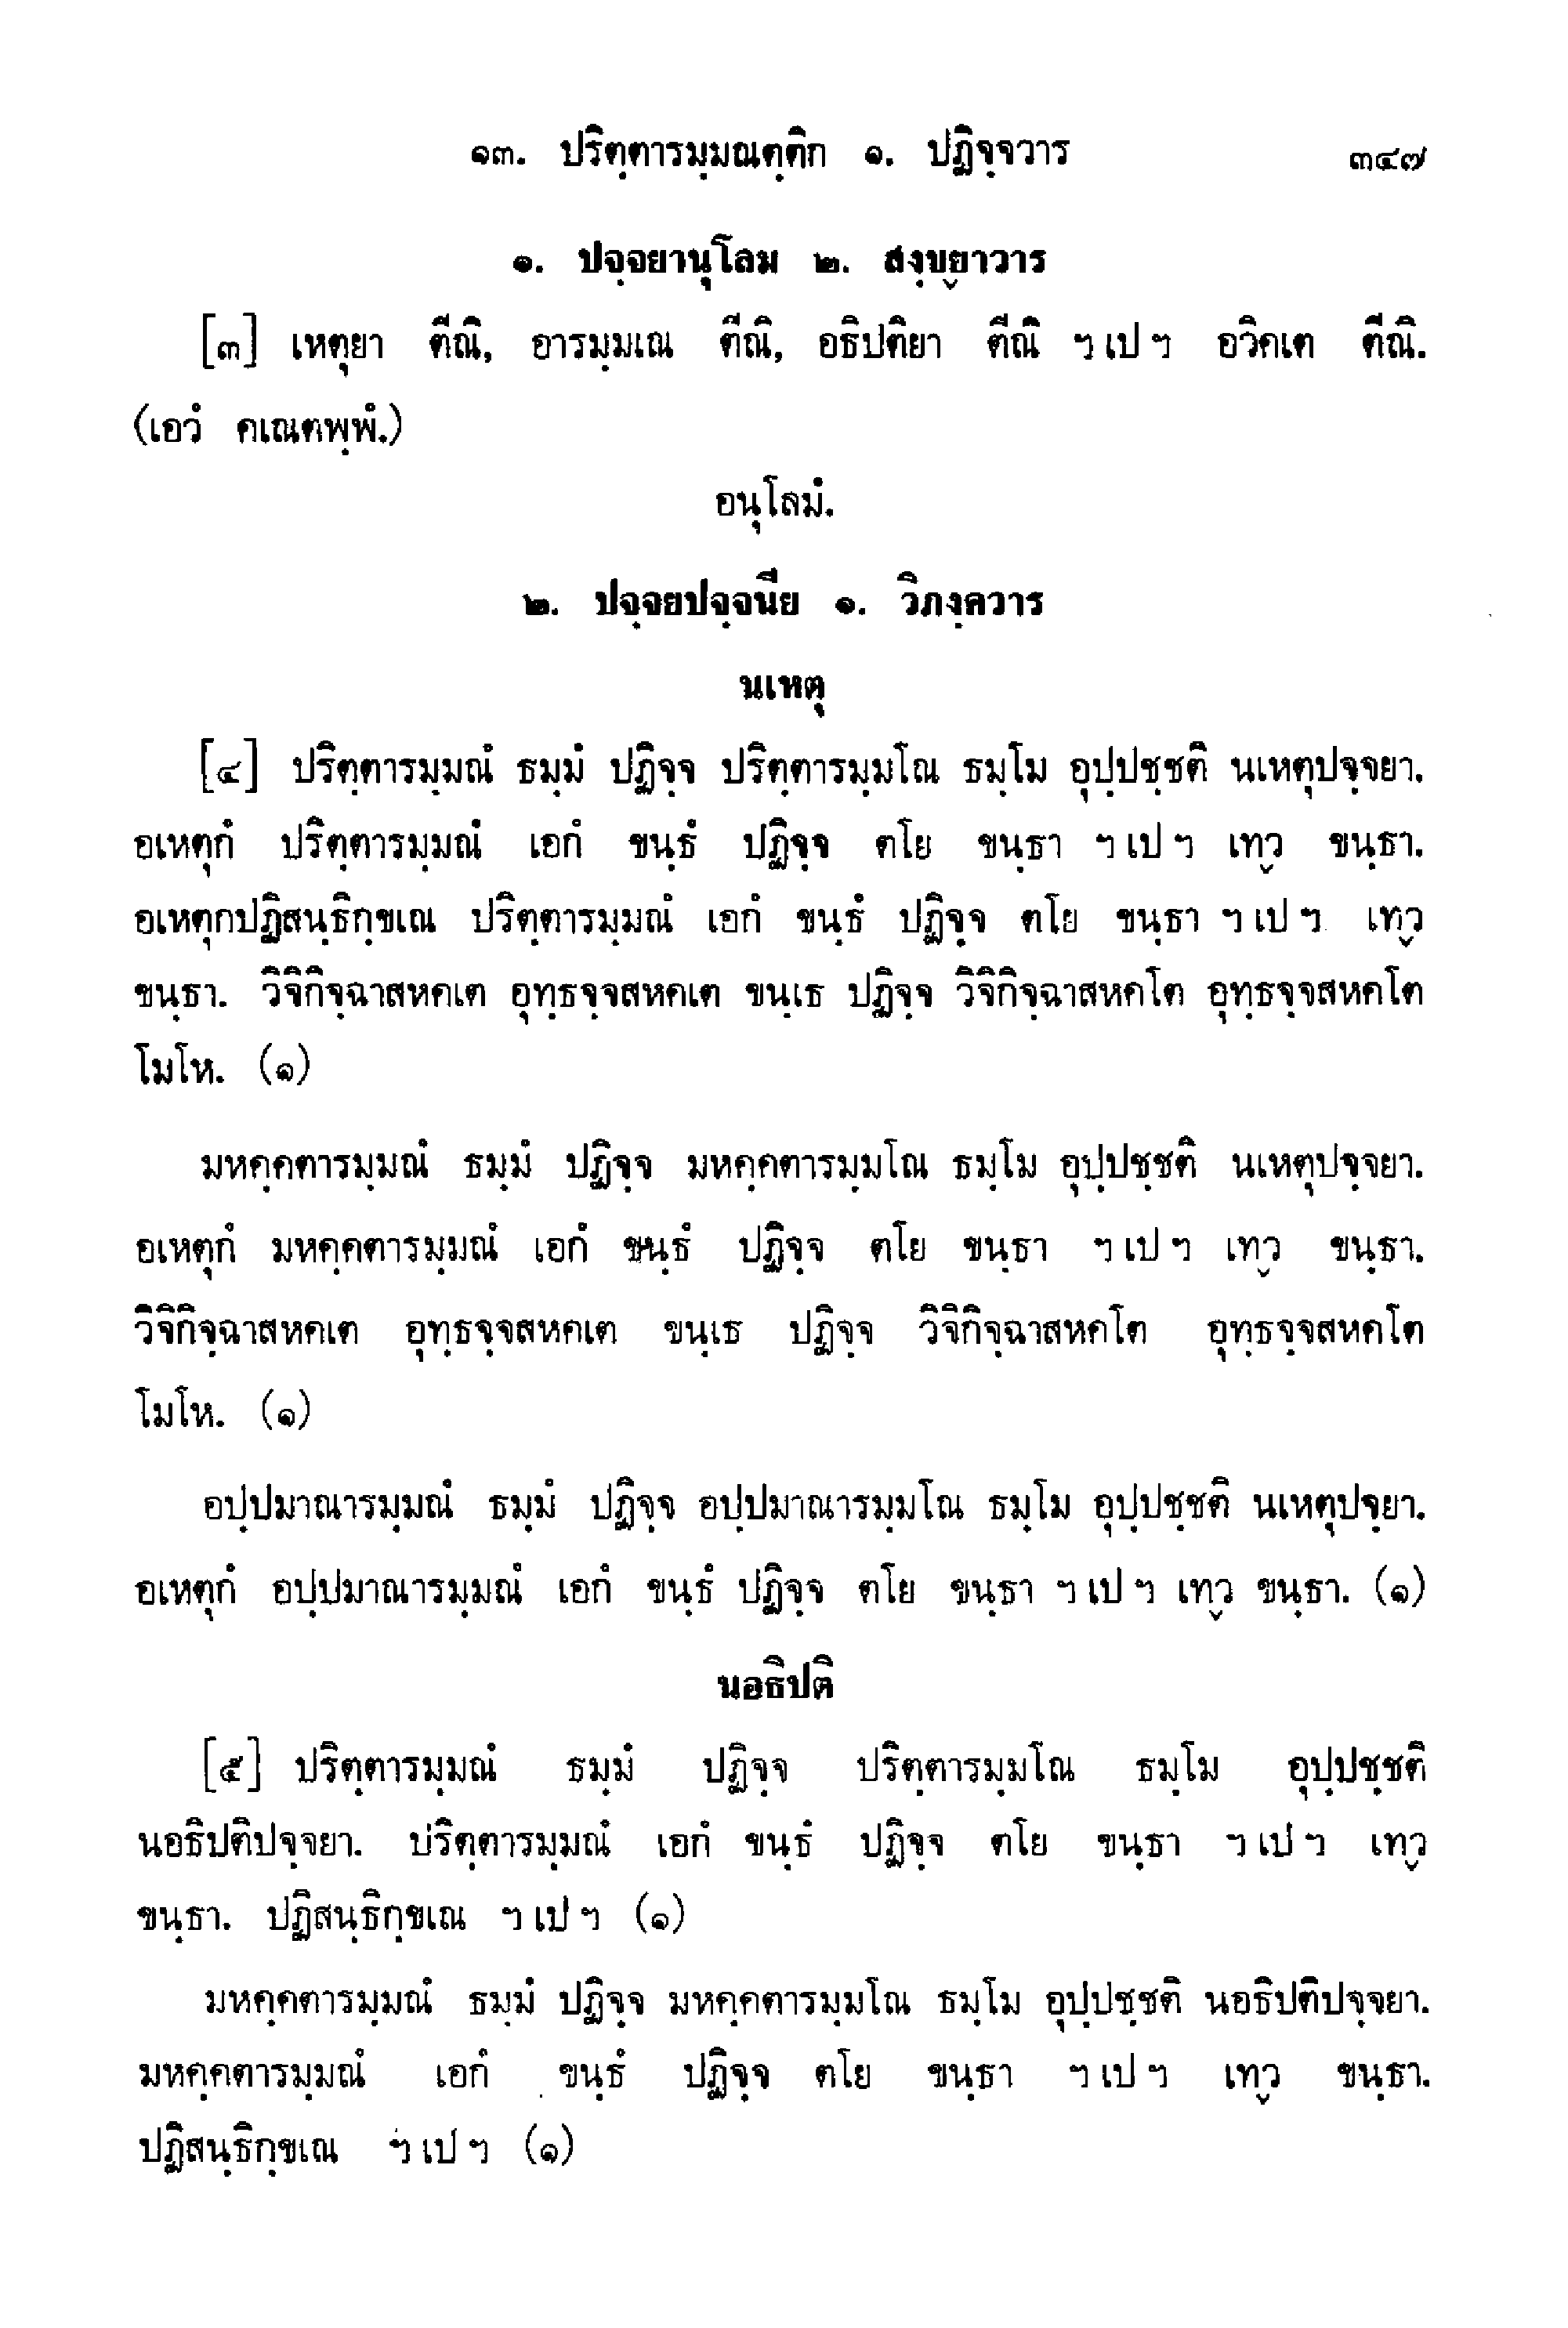 ๑๓. ปริตฺตารมฺมณตฺติก ๑. ปฏิจฺจวาร ๓๔๗
๑. ปจฺจยานุโลม ๒. สงฺขฺยาวาร
[๓] เหตุยา ตีณิ, อารมฺมเณ ตีณิ, อธิปติยา ตีณิ ฯ เป ฯ อวิคเต ตีณิ.
(เอวํ คเณตพฺพํ.)
อนุโลมํ.
๒. ปจฺจยปจฺจนีย ๑. วิภงฺควาร
นเหตุ
[๔] ปริตฺตารมฺมณํ ธมฺมํ ปฏิจฺจ ปริตฺตารมฺมโณ ธมฺโม อุปฺปชฺชติ นเหตุปจฺจยา.
อเหตุกํ ปริตฺตารมฺมณํ เอกํ ขนฺธํ ปฏิจฺจ ตโย ขนฺธา ฯ เป ฯ เทฺว ขนฺธา.
อเหตุกปฏิสนฺธิกฺขเณ ปริตฺตารมฺมณํ เอกํ ขนฺธํ ปฏิจฺจ ตโย ขนฺธา ฯ เป ฯ เทฺว
ขนฺธา. วิจิกิจฺฉาสหคเต อุทฺธจฺจสหคเต ขนฺเธ ปฏิจฺจ วิจิกิจฺฉาสหคโต อุทฺธจฺจสหคโต
โมโห. (๑)
มหคฺคตารมฺมณํ ธมฺมํ ปฏิจฺจ มหคฺคตารมฺมโณ ธมฺโม อุปฺปชฺชติ นเหตุปจฺจยา.
อเหตุกํ มหคฺคตารมฺมณํ เอกํ ขนฺธํ ปฏิจฺจ ตโย ขนฺธา ฯ เป ฯ เทฺว ขนฺธา.
วิจิกิจฺฉาสหคเต อุทฺธจฺจสหคเต ขนฺเธ ปฏิจฺจ วิจิกิจฺฉาสหคโต อุทฺธจฺจสหคโต
โมโห. (๑)
อปฺปมาณารมฺมณํ ธมฺมํ ปฏิจฺจ อปฺปมาณารมฺมโณ ธมฺโม อุปฺปชฺชติ นเหตุปจฺยา.
อเหตุกํ อปฺปมาณารมฺมณํ เอกํ ขนฺธํ ปฏิจฺจ ตโย ขนฺธา ฯ เป ฯ เทฺว ขนฺธา. (๑)
นอธิปติ
[๕] ปริตฺตารมฺมณํ ธมฺมํ ปฏิจฺจ ปริตฺตารมฺมโณ ธมฺโม อุปฺปชฺชติ
นอธิปติปจฺจยา. ปริตฺตารมฺมณํ เอกํ ขนฺธํ ปฏิจฺจ ตโย ขนฺธา ฯ เป ฯ เทฺว
ขนฺธา. ปฏิสนฺธิกฺขเณ ฯ เป ฯ (๑)
มหคฺคตารมฺมณํ ธมฺมํ ปฏิจฺจ มหคฺคตารมฺมโณ ธมฺโม อุปฺปชฺชติ นอธิปติปจฺจยา.
มหคฺคตารมฺมณํ เอกํ ขนฺธํ ปฏิจฺจ ตโย ขนฺธา ฯ เป ฯ เทฺว ขนฺธา.
ปฏิสนฺธิกฺขเณ ฯ เป ฯ (๑)